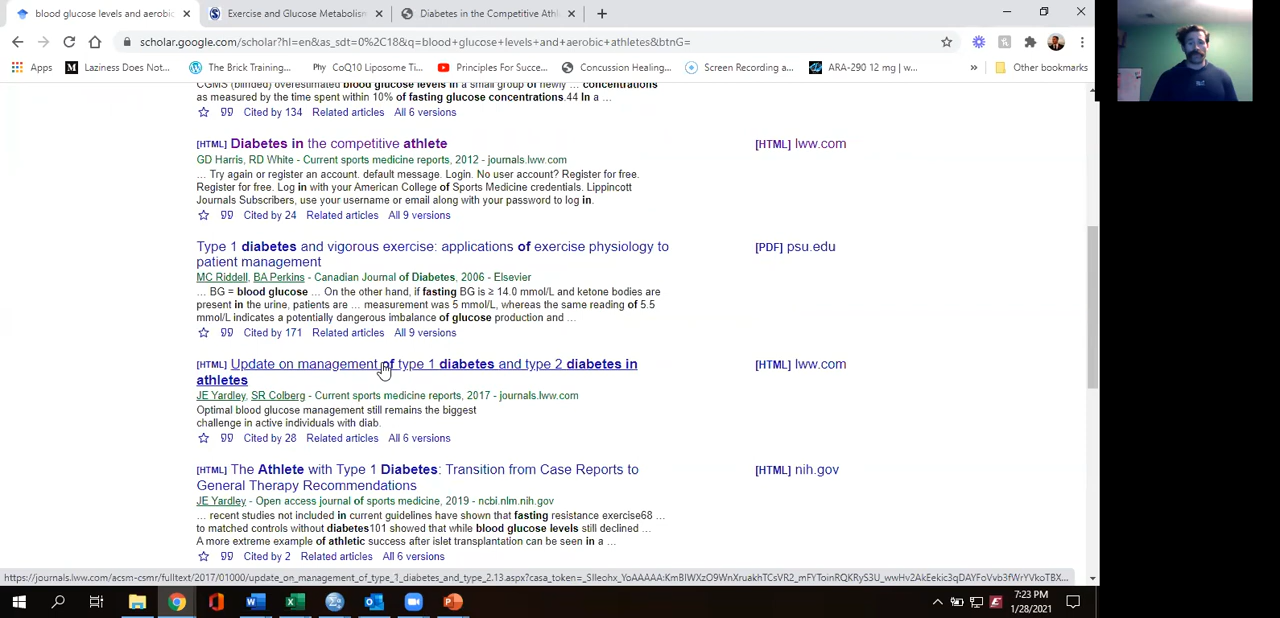 blood glucose levels and aerobic
Exercise and Glucose Metabolism
Diabetes in the Competitive Athl
scholar.google.com/scholar?hl=en&as_sdt=0%2C18&q=blood+glucose+levels+and+aerobic+athletes&btnG=
Apps
Laziness Does Not...
The Brick Training...
Phy CoQ10 Liposome Ti...
Principles For Succe...
Concussion Healing...
Screen Recording a...
ARA-290 12 mg | w...
»
Other bookmarks
CGMS (blinded) overestimated blood glucose levels in a small group of newly ... concentrations
as measured by the time spent within 10% of fasting glucose concentrations.44 In a ...
Cited by 134 Related articles All 6 versions
[HTML] Diabetes in the competitive athlete
[HTML] lww.com
GD Harris, RD White - Current sports medicine reports, 2012 - journals.lww.com
... Try again or register an account. default message. Login. No user account? Register for free.
Register for free. Log in with your American College of Sports Medicine credentials. Lippincott
Journals Subscribers, use your username or email along with your password to log in.
Cited by 24 Related articles All 9 versions
Type 1 diabetes and vigorous exercise: applications of exercise physiology to
patient management
[PDF] psu.edu
MC Riddell, BA Perkins - Canadian Journal of Diabetes, 2006 - Elsevier
... BG = blood glucose ... On the other hand, if fasting BG is ≥ 14.0 mmol/L and ketone bodies are
present in the urine, patients are ... measurement was 5 mmol/L, whereas the same reading of 5.5
mmol/L indicates a potentially dangerous imbalance of glucose production and ...
Cited by 171 Related articles All 9 versions
[HTML] Update on management of type 1 diabetes and type 2 diabetes in
athletes
[HTML] lww.com
JE Yardley, SR Colberg - Current sports medicine reports, 2017 - journals.lww.com
Optimal blood glucose management still remains the biggest
challenge in active individuals with diab.
Cited by 28 Related articles All 6 versions
[HTML] The Athlete with Type 1 Diabetes: Transition from Case Reports to
General Therapy Recommendations
[HTML] nih.gov
JE Yardley - Open access journal of sports medicine, 2019 - ncbi.nlm.nih.gov
... recent studies not included in current guidelines have shown that fasting resistance exercise68 ...
to matched controls without diabetes101 showed that while blood glucose levels still declined ...
A more extreme example of athletic success after islet transplantation can be seen in a ...
Cited by 2 Related articles All 6 versions
7:23 PM
1/28/2021